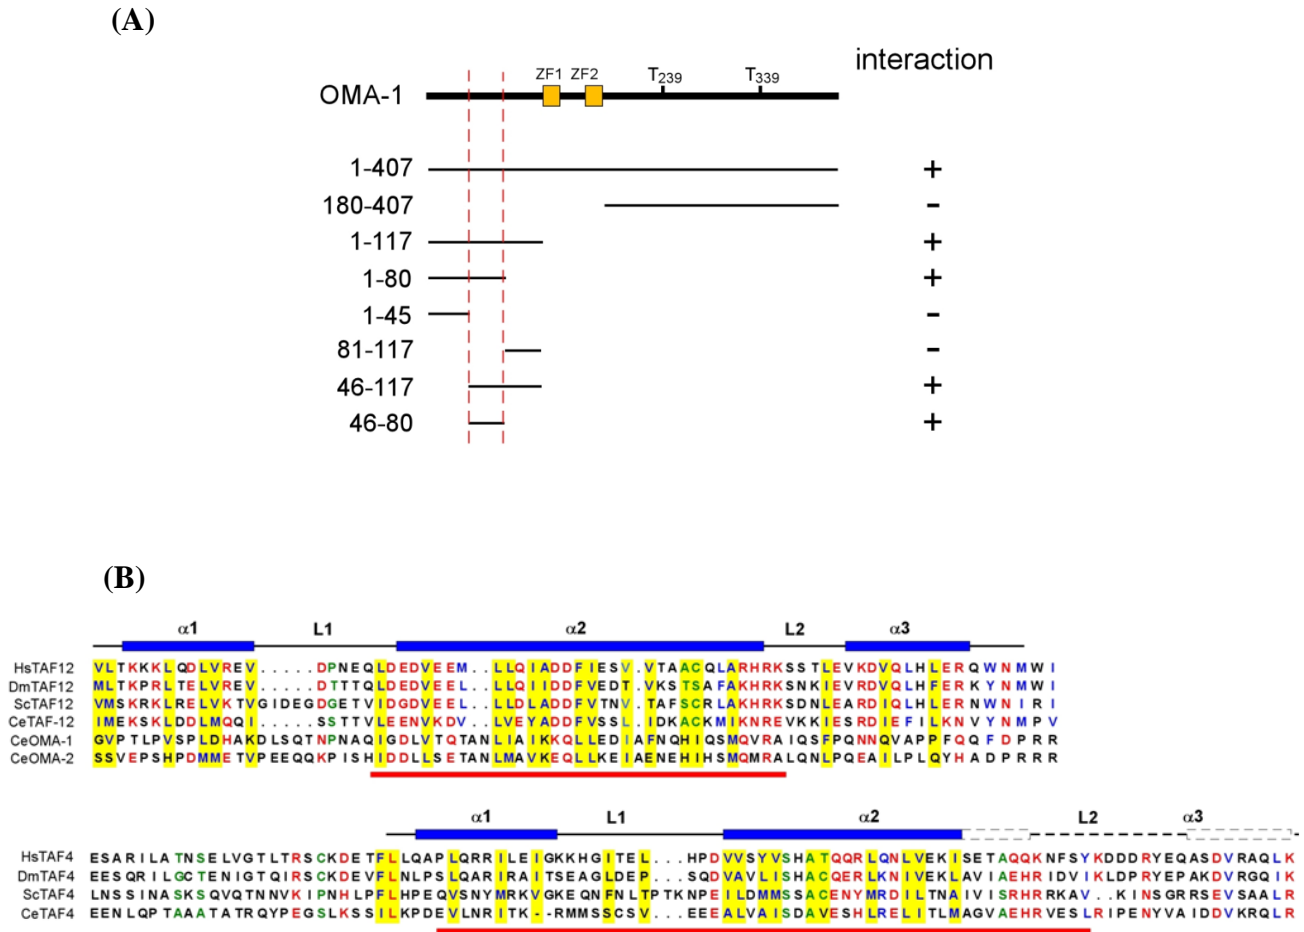 (A)
interaction
ZF1 ZF2 T239 T339
OMA-1
1-407 +
180-407 -
1-117 +
1-80 +
1-45 -
81-117 -
46-117 +
46-80 +
(B)
α1 L1 α2 L2 α3
HsTAF12 VLTKKKLQDLVREV.....DPNEQLDEDVEEM..LLQIADDFIESV.VTAACQLARHRKSSTLEVKDVQLHLERQWNMWI
DmTAF12 MLTKPRLTELVREV.....DTTTQLDEDVEEL..LLQIIDDFVEDT.VKSTSAFAKHRKSNKIEVRDVQLHFERKYNMWI
ScTAF12 VMSKRKLRELVKTVGIDEGDGETVIDGDVEEL..LLDLADDFVTNV.TAFSCRLAKHRKSDNLEARDIQLHLERNWNIRI
CeTAF-12 IMEKSKLDDLMQQI.....SSTTVLEENVKDV..LVEYADDFVSSL.IDKACKMIKNREVKKIESRDIEFILKNVYNMPV
CeOMA-1 GVPTLPVSPLDHAKDLSQTNPNAQIGDLVTQTANLIAIKKQLLEDIAFNQHIQSMQVRAIQSFPQNNQVAPPFQQFDPRR
CeOMA-2 SSVEPSHPDMMETVPEEQQKPISHIDDLLSETANLMAVKEQLLKEIAENEHIHSMQMRALQNLPQEAILPLQYHADPRRR
α1 L1 α2 L2 α3
HsTAF4 ESARILATNSELVGTLTRSCKDETFLLQAPLQRRILEIGKKHGITEL...HPDVVSYVSHATQQRLQNLVEKISETAQQKNFSYKDDDRYEQASDVRAQLK
DmTAF4 EESQRILGCTENIGTQIRSCKDEVFLNLPSLQARIRAITSEAGLDEP...SQDVAVLISHACQERLKNIVEKLAVIAEHRIDVIKLDPRYEPAKDVRGQIK
ScTAF4 LNSSINASKSQVQTNNVKIPNHLPFLHPEQVSNYMRKVGKEQNFNLTPTKNPEILDMMSSACENYMRDILTNAIVISRHRRKAV..KINSGRRSEVSAALR
CeTAF4 EENLQPTAAATATRQYPEGSLKSSILKPDEVLNRITK--RMMSSCSV...EEEALVAISDAVESHLRELITLMAGVAEHRVESLRIPENYVAIDDVKRQLR